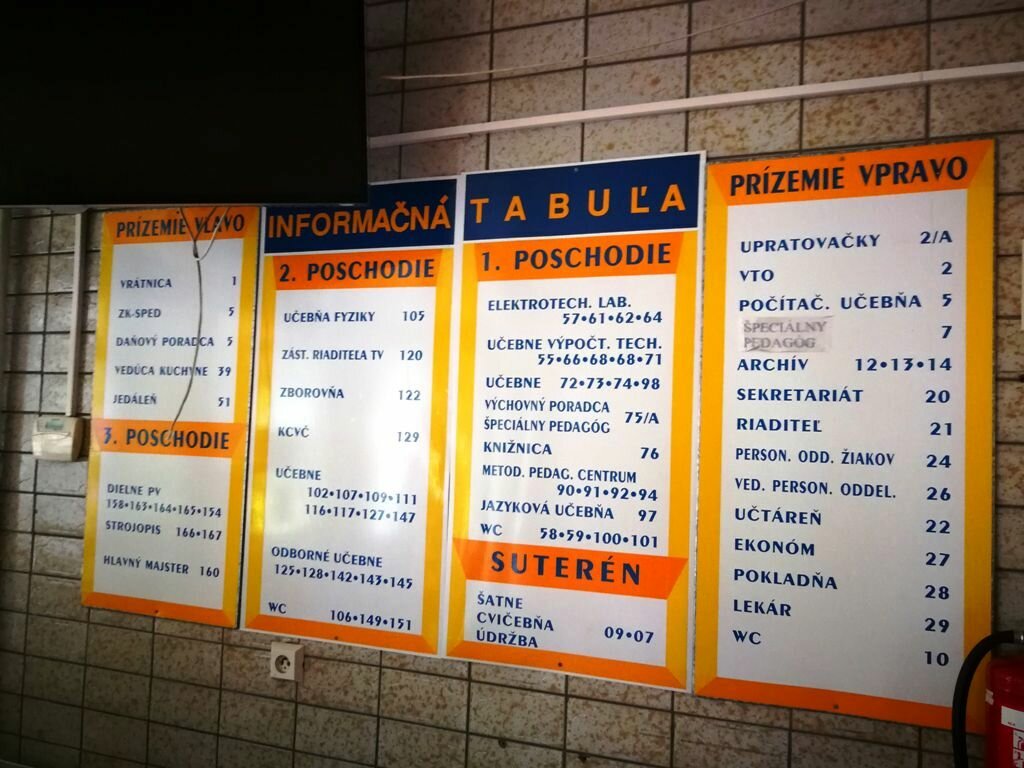 INFORMAČNÁ TABUĽA
PRÍZEMIE VĽAVO
VRÁTNICA 1
ZK-SPED 5
DAŇOVÝ PORADCA 5
VEDÚCA KUCHYNE 39
JEDÁLEŇ 51
3. POSCHODIE
DIELNE PV
158•163•164•165•154
STROJOPIS 166•167
HLAVNÝ MAJSTER 160
2. POSCHODIE
UČEBŇA FYZIKY 105
ZÁST. RIADITEĽA TV 120
ZBOROVŇA 122
KCVČ 129
UČEBNE
102•107•109•111
116•117•127•147
ODBORNÉ UČEBNE
125•128•142•143•145
WC 106•149•151
1. POSCHODIE
ELEKTROTECH. LAB.
57•61•62•64
UČEBNE VÝPOČT. TECH.
55•66•68•68•71
UČEBNE 72•73•74•98
VÝCHOVNÝ PORADCA
ŠPECIÁLNY PEDAGÓG 75/A
KNIŽNICA 76
METOD. PEDAG. CENTRUM
90•91•92•94
JAZYKOVÁ UČEBŇA 97
WC 58•59•100•101
SUTERÉN
ŠATNE
CVIČEBŇA 09•07
ÚDRŽBA
PRÍZEMIE VPRAVO
UPRATOVAČKY 2/A
VTO 2
POČÍTAČ. UČEBŇA 5
ŠPECIÁLNY
PEDAGÓG 7
ARCHÍV 12•13•14
SEKRETARIÁT 20
RIADITEĽ 21
PERSON. ODD. ŽIAKOV 24
VED. PERSON. ODDEL. 26
UČTÁREŇ 22
EKONÓM 27
POKLADŇA 28
LEKÁR 29
WC 10